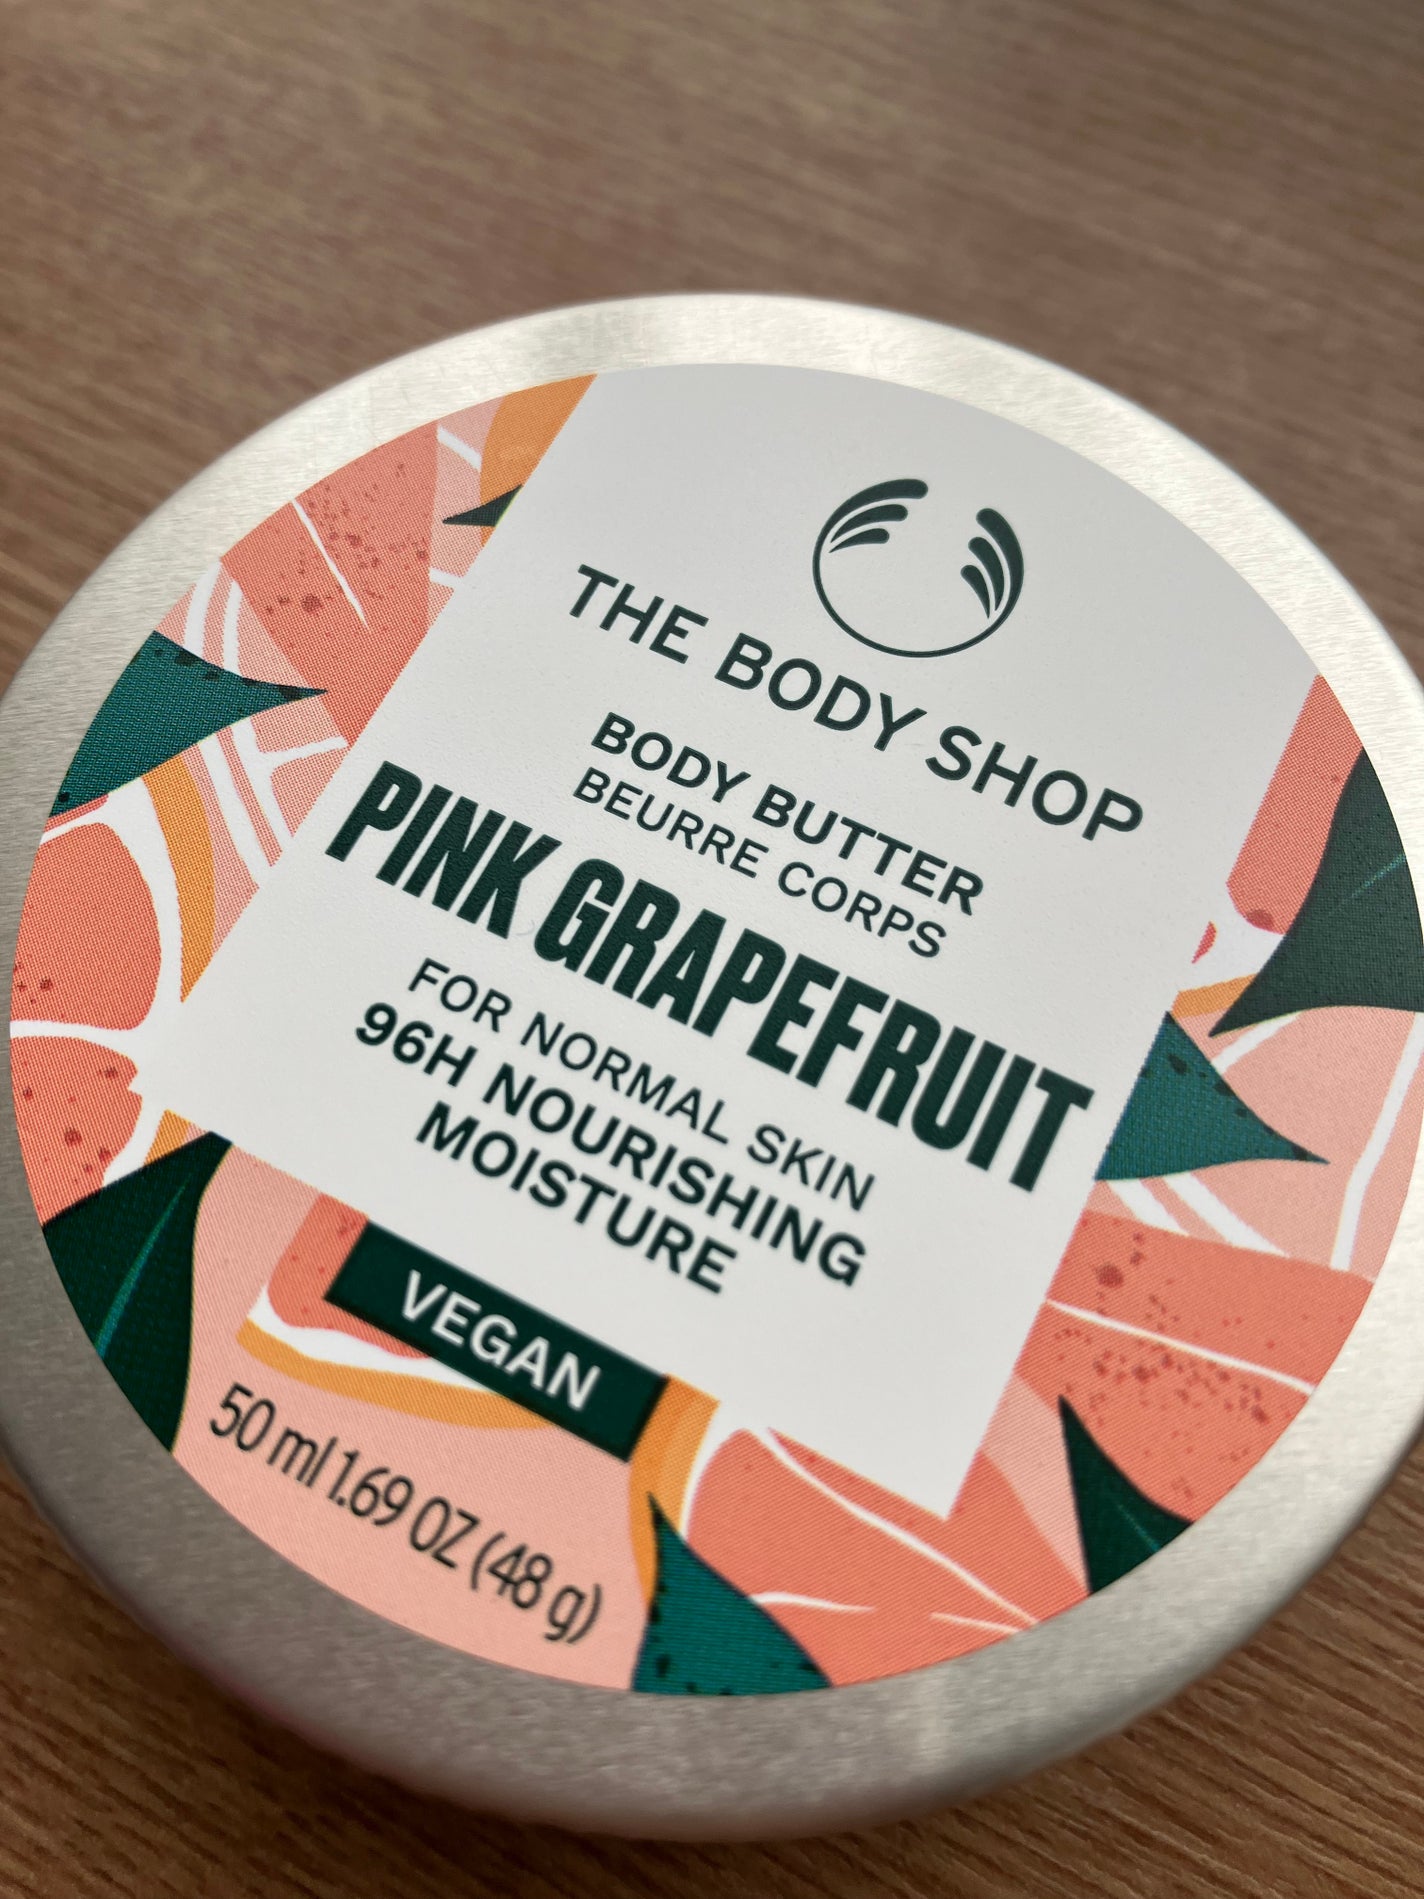 THE BODY SHOP
BODY BUTTER
BEURRE CORPS
PINK GRAPEFRUIT
FOR NORMAL SKIN
96H NOURISHING
MOISTURE
VEGAN
50 ml 1.69 OZ (48 g)